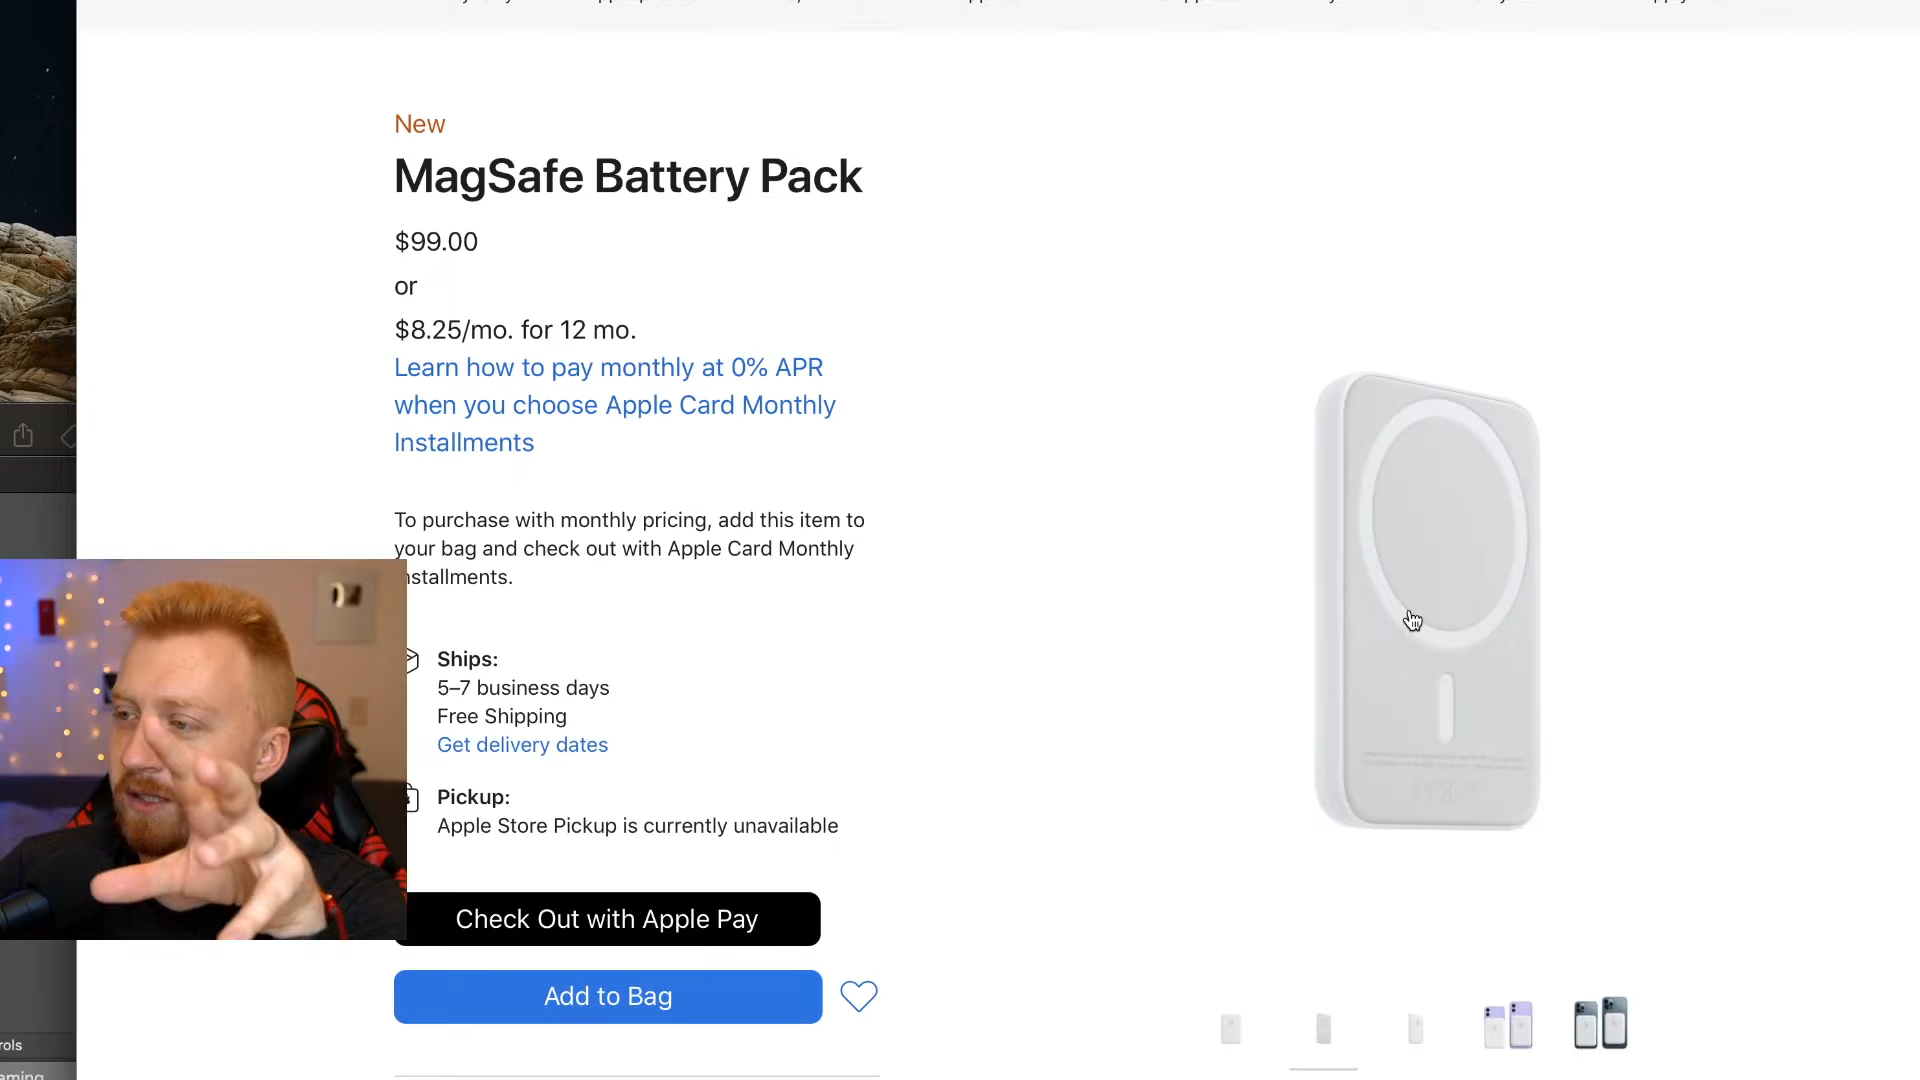 New
MagSafe Battery Pack
$99.00
or
$8.25/mo. for 12 mo.
Learn how to pay monthly at 0% APR
when you choose Apple Card Monthly
Installments
To purchase with monthly pricing, add this item to
your bag and check out with Apple Card Monthly
nstallments.
Ships:
5–7 business days
Free Shipping
Get delivery dates
Pickup:
Apple Store Pickup is currently unavailable
Check Out with Apple Pay
Add to Bag
rols
aming